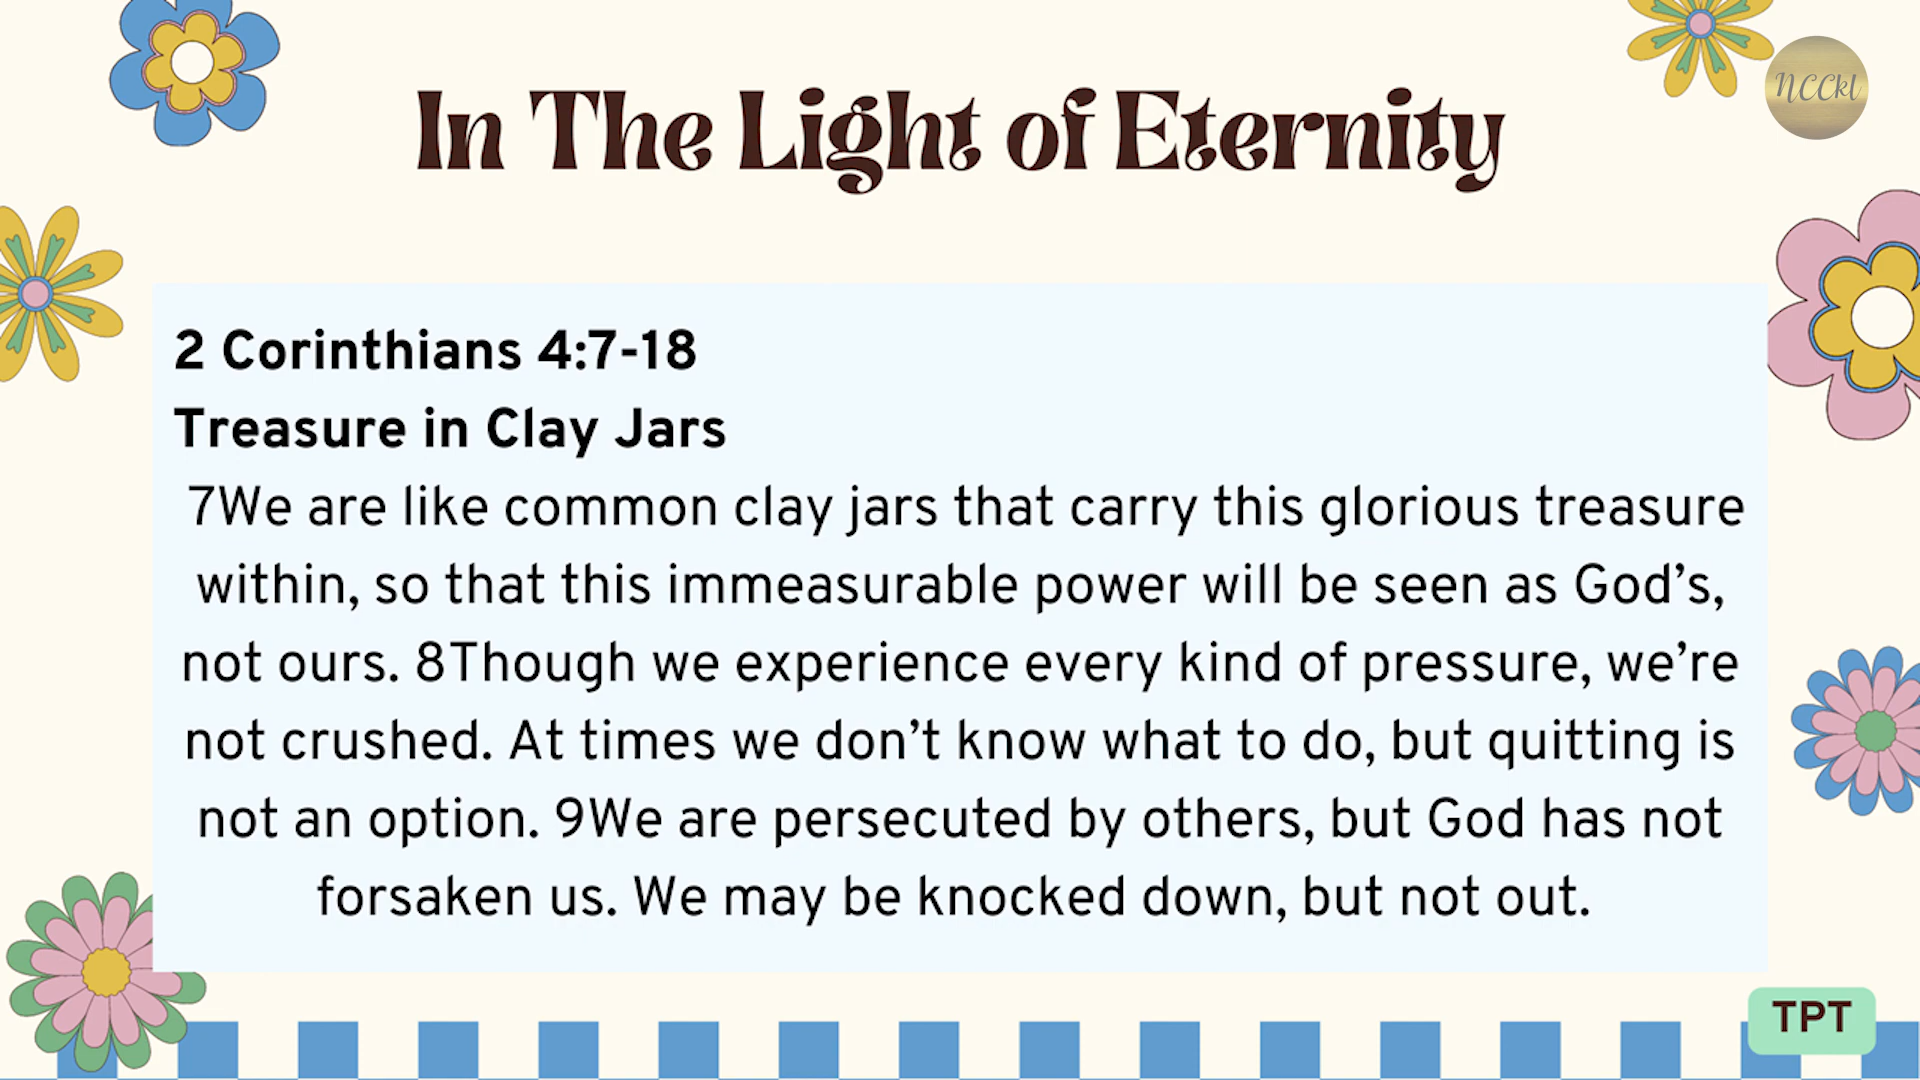 NCCkl
In The Light of Eternity
2 Corinthians 4:7-18
Treasure in Clay Jars
7We are like common clay jars that carry this glorious treasure
within, so that this immeasurable power will be seen as God’s,
not ours. 8Though we experience every kind of pressure, we’re
not crushed. At times we don’t know what to do, but quitting is
not an option. 9We are persecuted by others, but God has not
forsaken us. We may be knocked down, but not out.
TPT